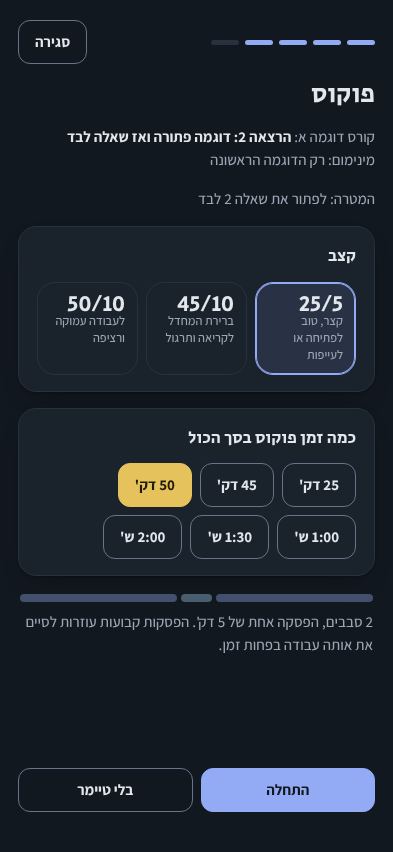 סגירה
פוקוס
קורס דוגמה א: הרצאה 2: דוגמה פתורה ואז שאלה לבד
מינימום: רק הדוגמה הראשונה
המטרה: לפתור את שאלה 2 לבד
קצב
25/5
קצר, טוב
לפתיחה או
לעייפות
45/10
ברירת המחדל
לקריאה ותרגול
50/10
לעבודה עמוקה
ורציפה
כמה זמן פוקוס בסך הכול
25 דק'
45 דק'
50 דק'
1:00 ש'
1:30 ש'
2:00 ש'
2 סבבים, הפסקה אחת של 5 דק'. הפסקות קבועות עוזרות לסיים
את אותה עבודה בפחות זמן.
התחלה
בלי טיימר